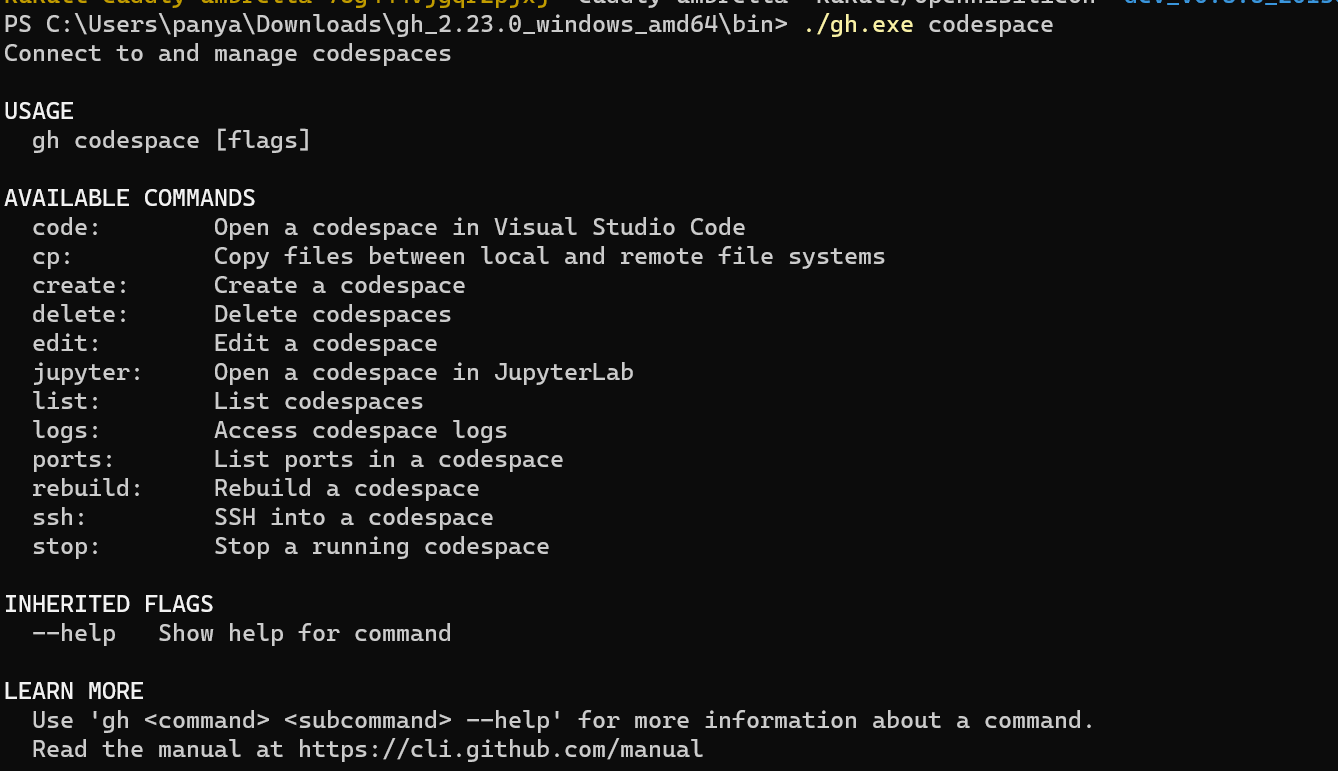 PS C:\Users\panya\Downloads\gh_2.23.0_windows_amd64\bin> ./gh.exe codespace
Connect to and manage codespaces
USAGE
gh codespace [flags]
AVAILABLE COMMANDS
code: Open a codespace in Visual Studio Code
cp: Copy files between local and remote file systems
create: Create a codespace
delete: Delete codespaces
edit: Edit a codespace
jupyter: Open a codespace in JupyterLab
list: List codespaces
logs: Access codespace logs
ports: List ports in a codespace
rebuild: Rebuild a codespace
ssh: SSH into a codespace
stop: Stop a running codespace
INHERITED FLAGS
--help Show help for command
LEARN MORE
Use 'gh <command> <subcommand> --help' for more information about a command.
Read the manual at https://cli.github.com/manual